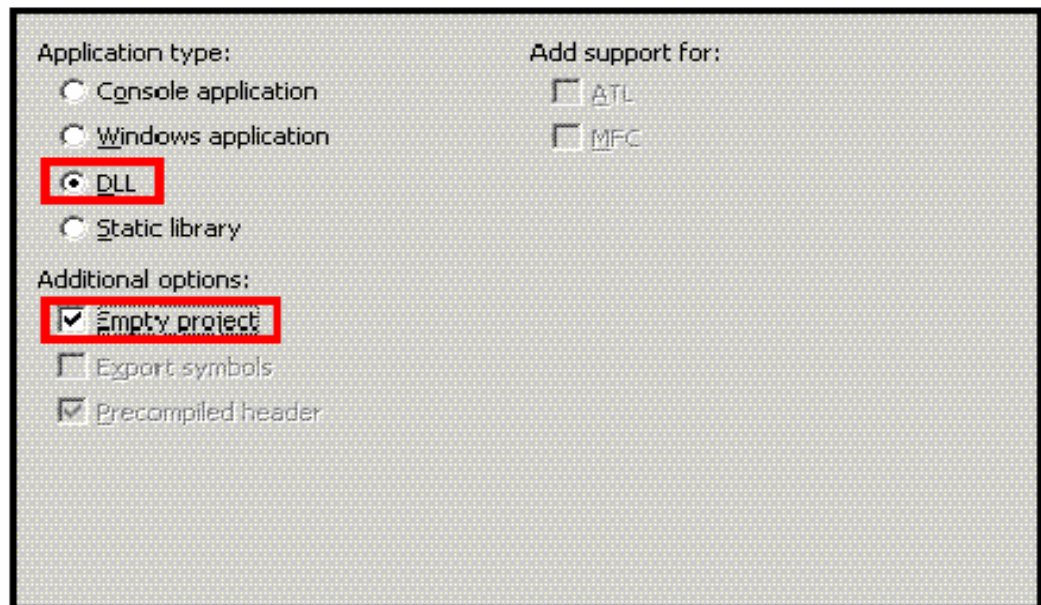 Application type:
Console application
Windows application
DLL
Static library
Add support for:
ATL
MFC
Additional options:
Empty project
Export symbols
Precompiled header